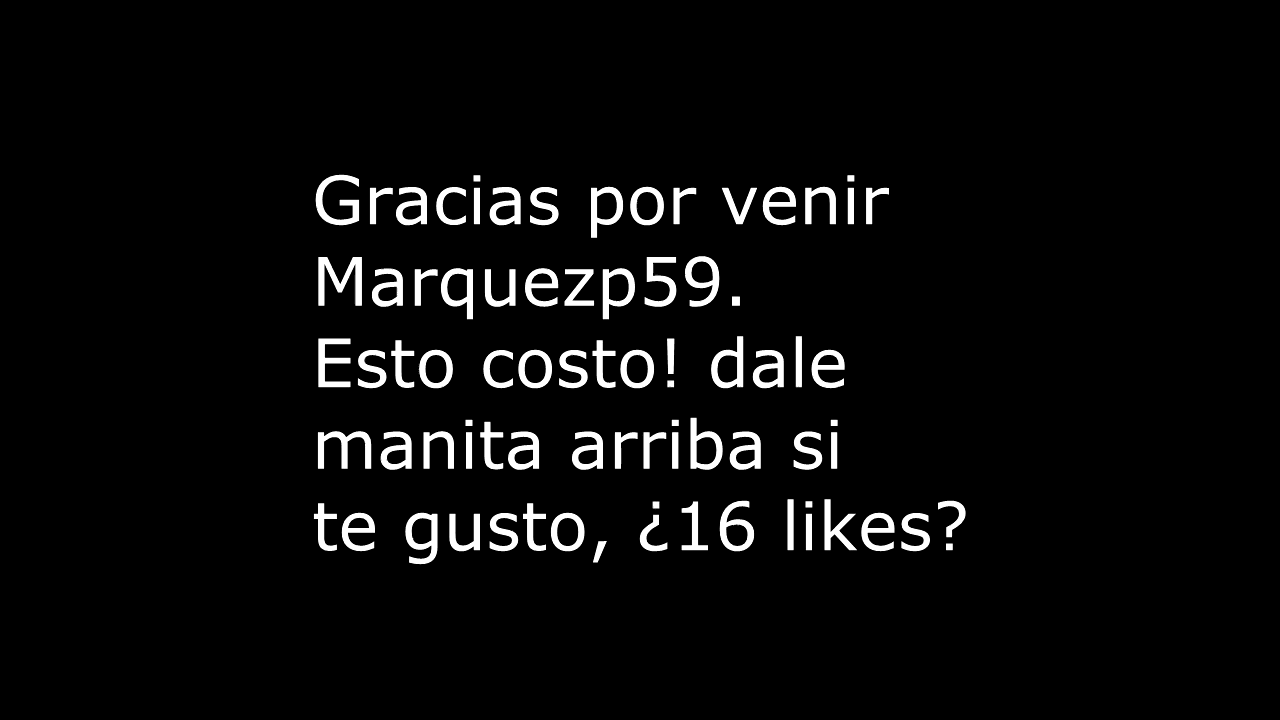 Gracias por venir
Marquezp59.
Esto costo! dale
manita arriba si
te gusto, ¿16 likes?